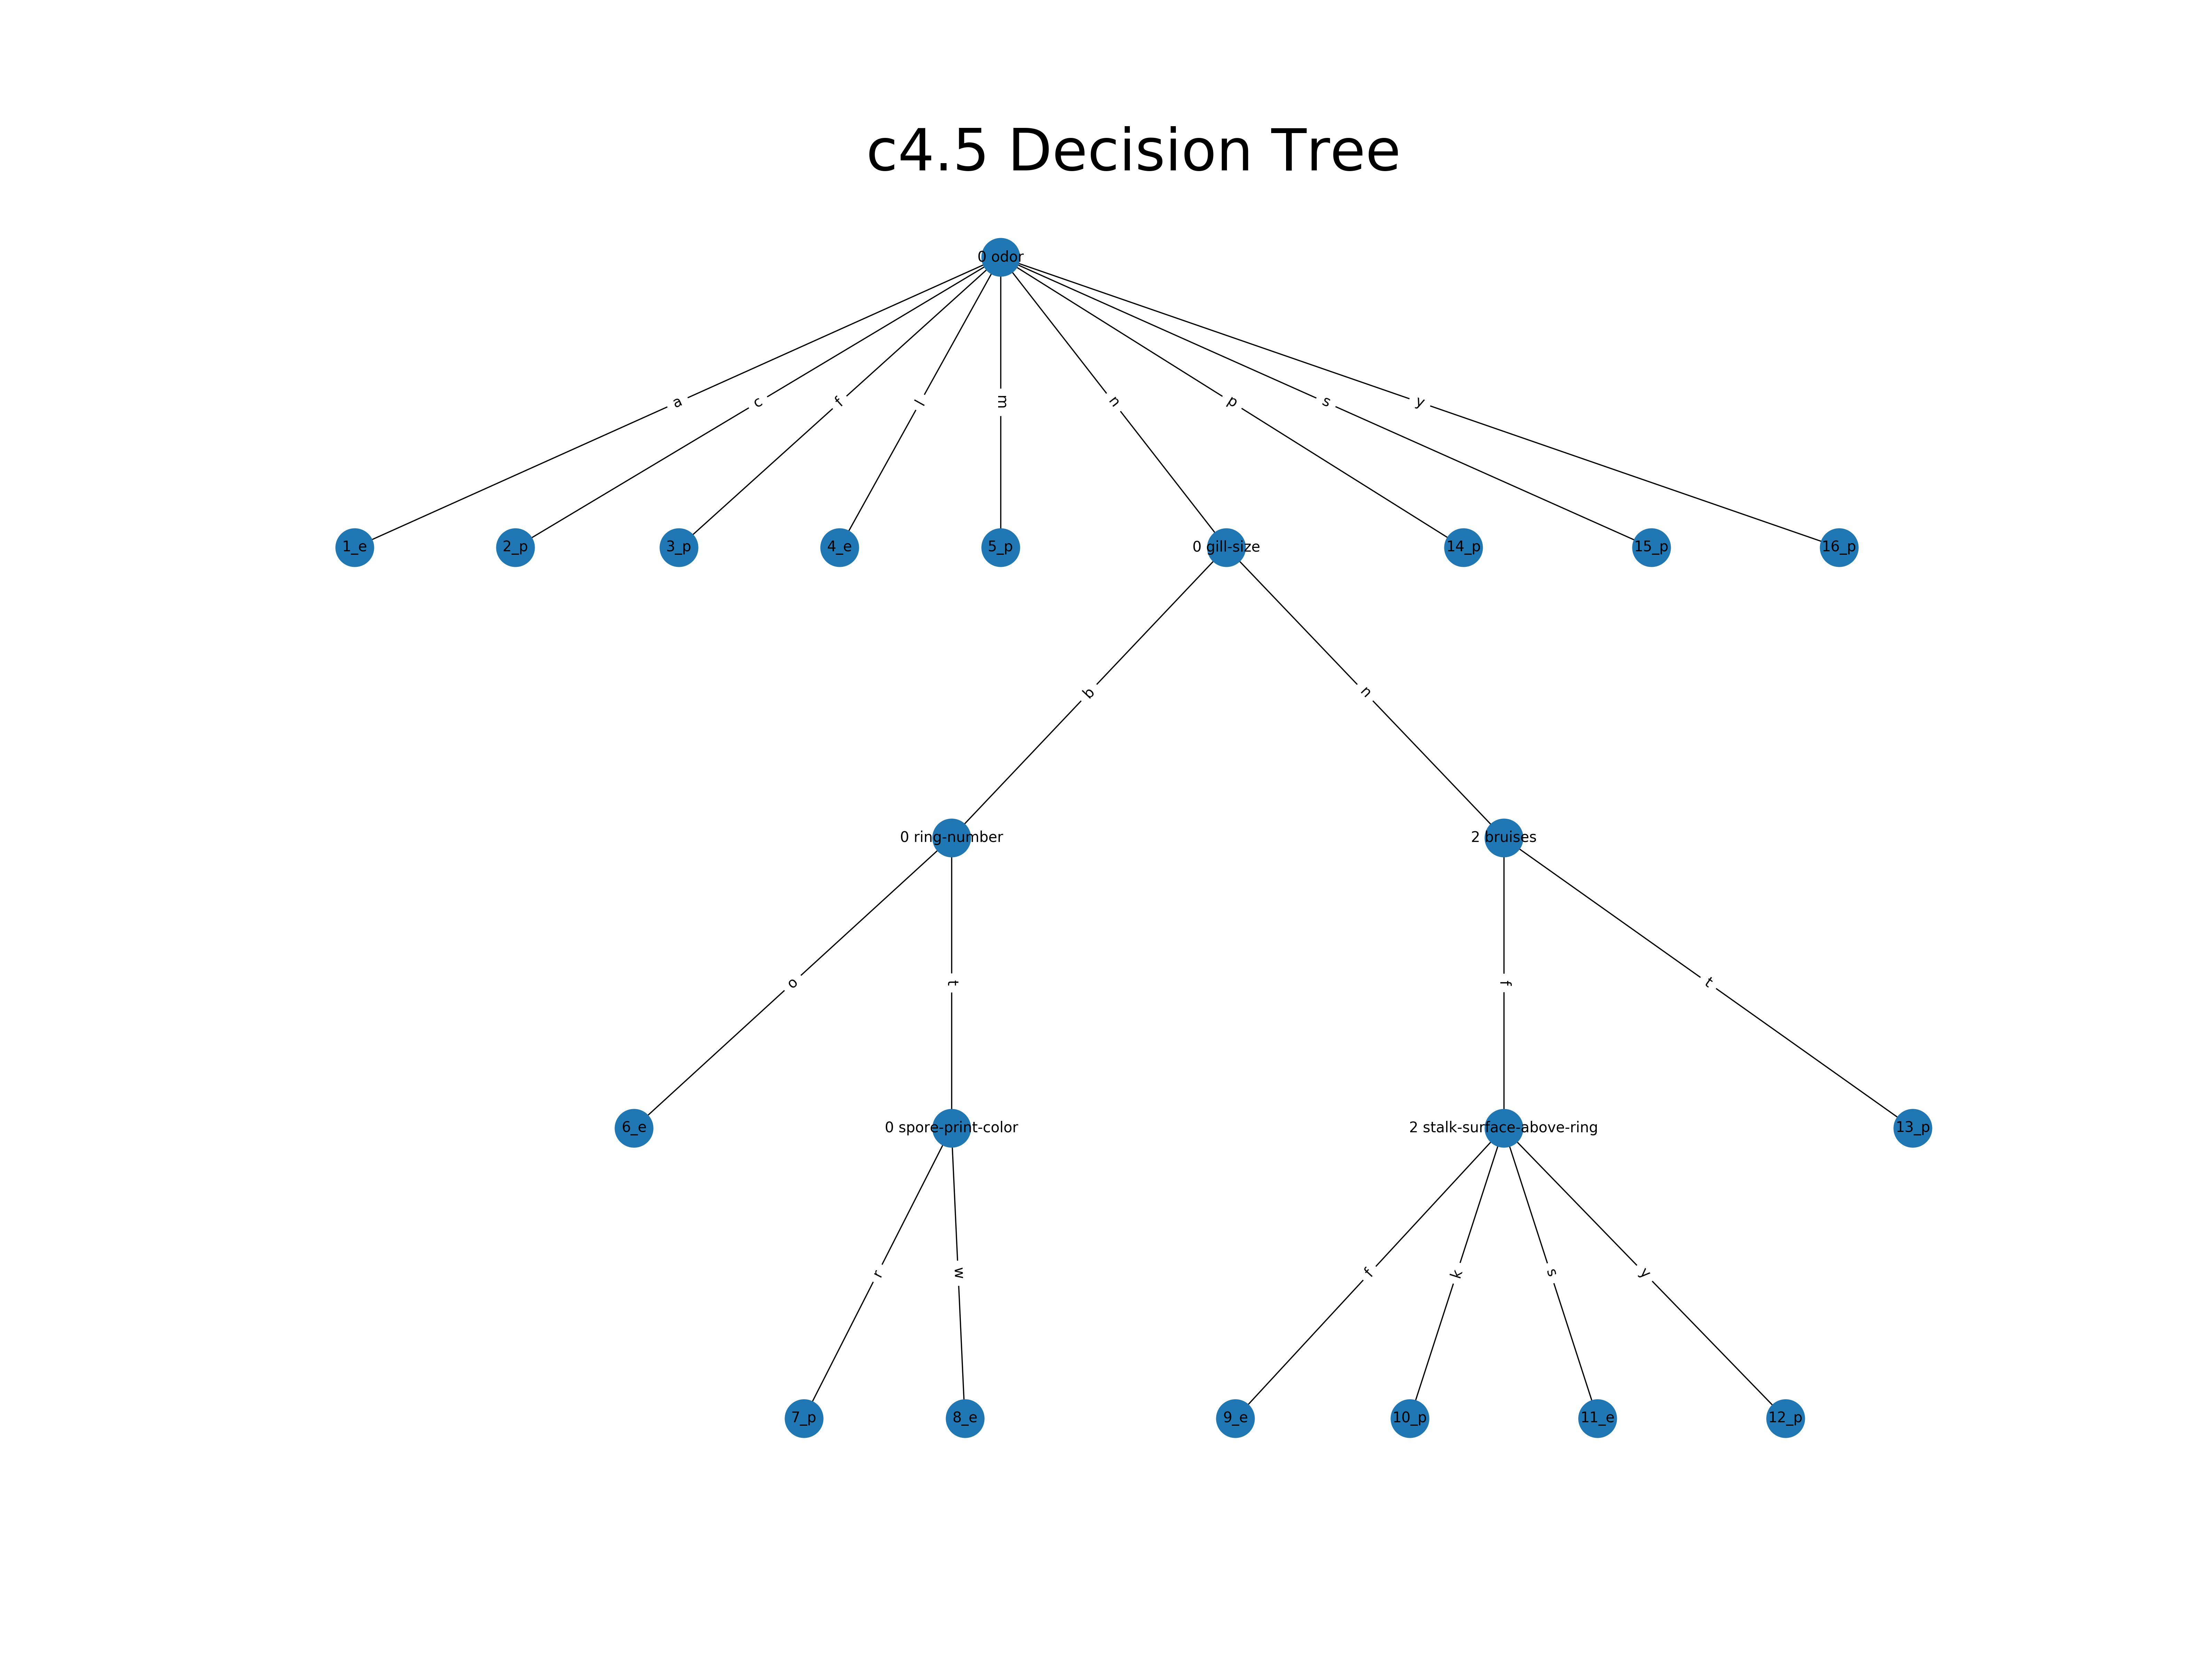 c4.5 Decision Tree
0 odor
a c f l m n p s y
1_e 2_p 3_p 4_e 5_p 0 gill-size 14_p 15_p 16_p
b n
0 ring-number 2 bruises
o t f t
6_e 0 spore-print-color 2 stalk-surface-above-ring 13_p
r w f k s y
7_p 8_e 9_e 10_p 11_e 12_p